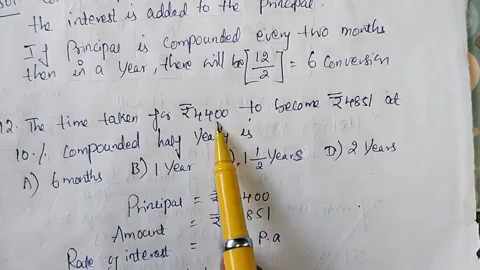 the interest is added to the Principal.
If Principal is compounded every two months
then in a Year, there will be [12/2] = 6 Conversion
12. The time taken for ₹4400 to become ₹4851 at
10% Compounded half Yearly is
A) 6 months B) 1 Year 1 1/2 Years D) 2 Years
Principal = 400
Amount = 851
Rate of interest = P.a